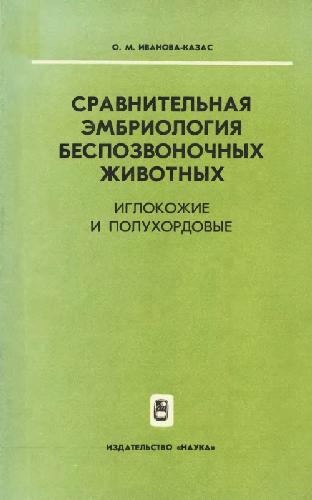 О. М. ИВАНОВА-КАЗАС
СРАВНИТЕЛЬНАЯ
ЭМБРИОЛОГИЯ
БЕСПОЗВОНОЧНЫХ
ЖИВОТНЫХ
ИГЛОКОЖИЕ
И ПОЛУХОРДОВЫЕ
ИЗДАТЕЛЬСТВО «НАУКА»